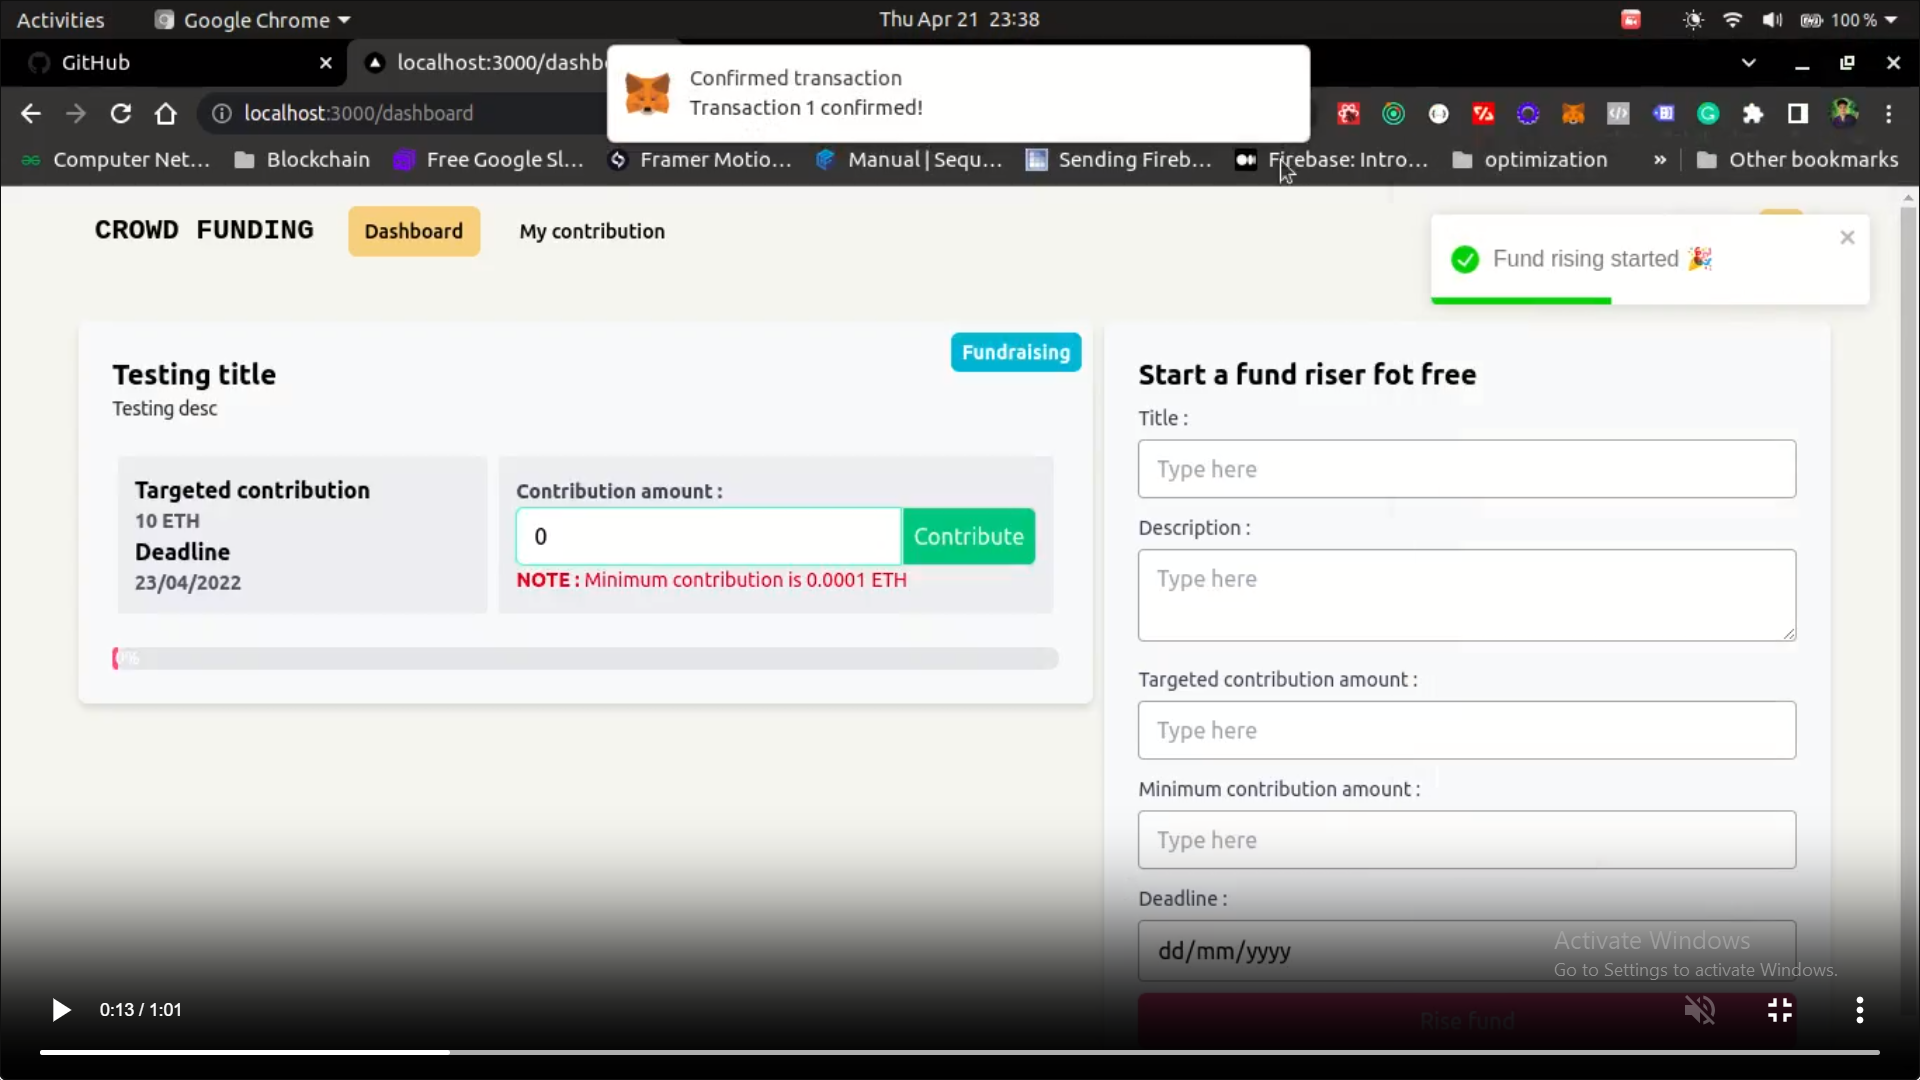 Activities
Google Chrome
Thu Apr 21 23:38
100 %
GitHub
localhost:3000/dashb
Confirmed transaction
Transaction 1 confirmed!
localhost:3000/dashboard
Computer Net...
Blockchain
Free Google Sl...
Framer Motio...
Manual | Sequ...
Sending Fireb...
Firebase: Intro...
optimization
»
Other bookmarks
CROWD FUNDING
Dashboard
My contribution
Fund rising started 🎉
Fundraising
Testing title
Testing desc
Targeted contribution
10 ETH
Deadline
23/04/2022
Contribution amount :
0
Contribute
NOTE : Minimum contribution is 0.0001 ETH
0%
Start a fund riser fot free
Title :
Type here
Description :
Type here
Targeted contribution amount :
Type here
Minimum contribution amount :
Type here
Deadline :
dd/mm/yyyy
Rise fund
Activate Windows
Go to Settings to activate Windows.
0:13 / 1:01